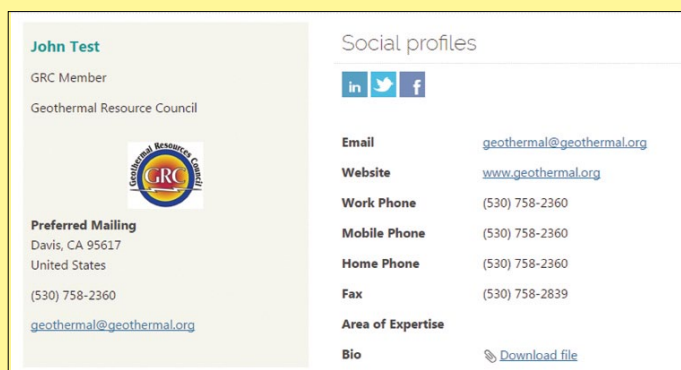 John Test
GRC Member
Geothermal Resource Council
Geothermal Resources Council
GRC
Preferred Mailing
Davis, CA 95617
United States
(530) 758-2360
geothermal@geothermal.org
Social profiles
in f
Email geothermal@geothermal.org
Website www.geothermal.org
Work Phone (530) 758-2360
Mobile Phone (530) 758-2360
Home Phone (530) 758-2360
Fax (530) 758-2839
Area of Expertise
Bio Download file